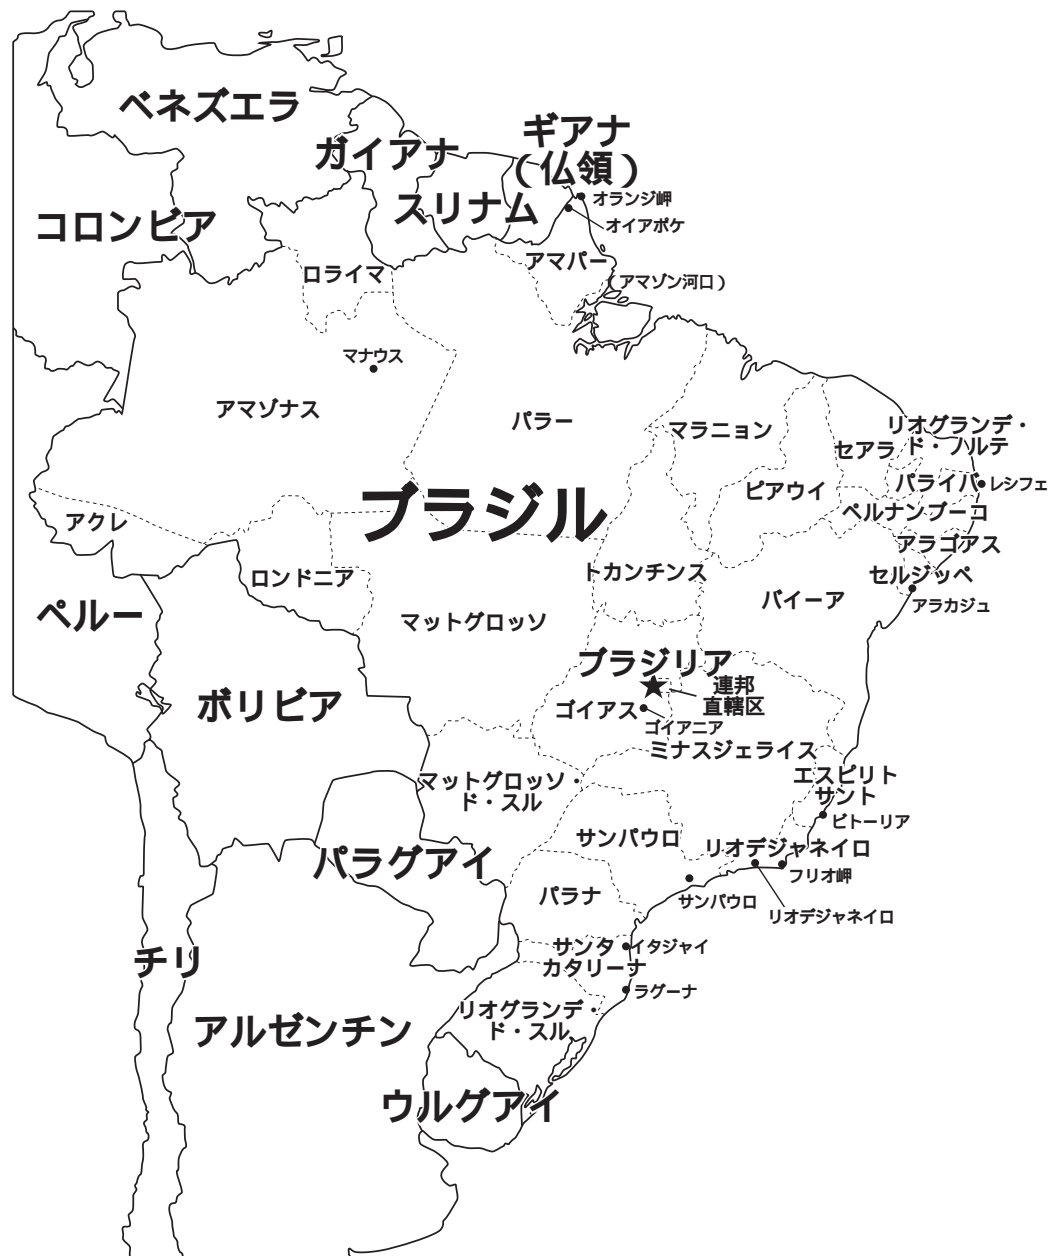 ベネズエラ
ガイアナ
ギアナ
(仏領)
スリナム
オランジ岬
オイアポケ
コロンビア
ロライマ
アマパー
(アマゾン河口)
マナウス
アマゾナス
パラー
マラニョン
セアラ
リオグランデ・
ド・ノルテ
ピアウイ
パライバ
レシフェ
ペルナンブーコ
ブラジル
アクレ
アラゴアス
セルジッペ
アラカジュ
ロンドニア
トカンチンス
バイーア
マットグロッソ
ペルー
ブラジリア
連邦
直轄区
ボリビア
ゴイアス
ゴイアニア
ミナスジェライス
マットグロッソ・
ド・スル
エスピリト
サント
ビトーリア
サンパウロ
リオデジャネイロ
フリオ岬
パラグアイ
パラナ
サンパウロ
リオデジャネイロ
サンタ
カタリーナ
イタジャイ
チリ
ラグーナ
リオグランデ・
ド・スル
アルゼンチン
ウルグアイ